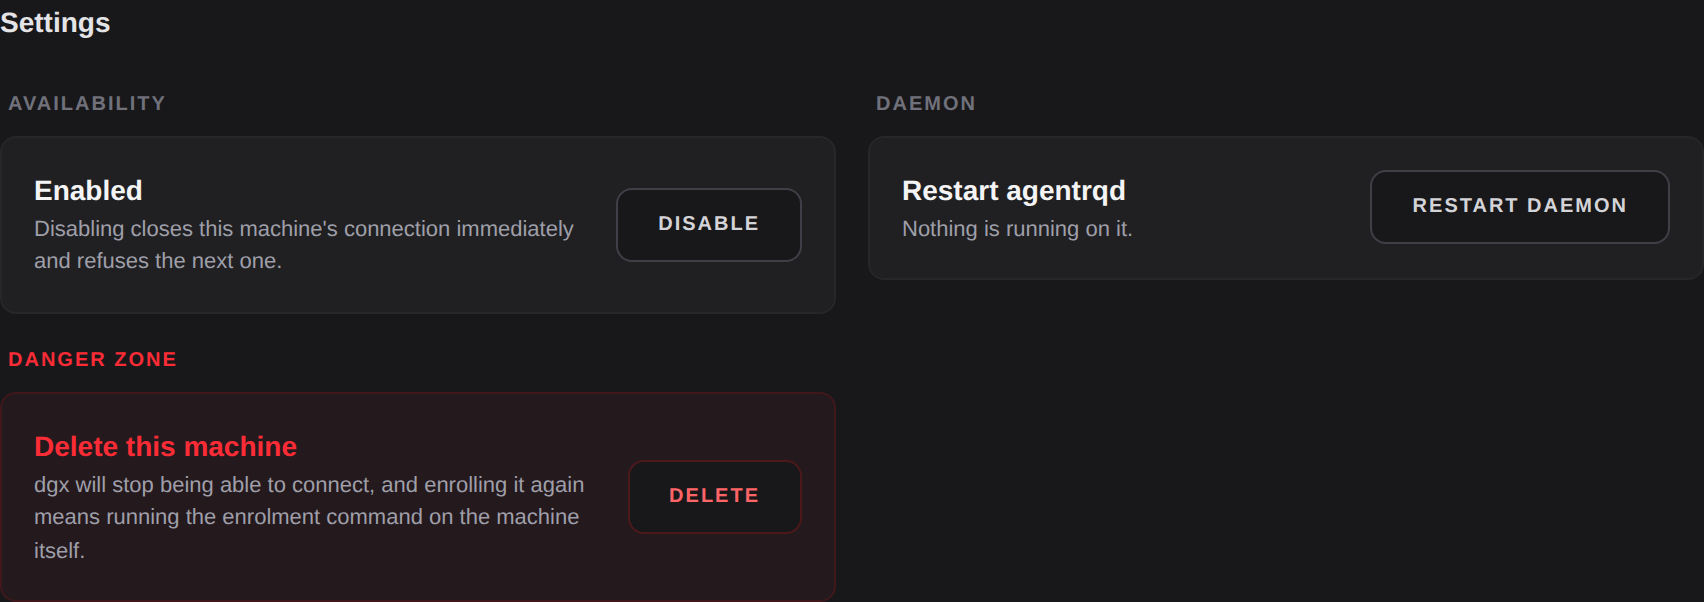 Settings
AVAILABILITY
Enabled
Disabling closes this machine's connection immediately
and refuses the next one.
DISABLE
DAEMON
Restart agentrqd
Nothing is running on it.
RESTART DAEMON
DANGER ZONE
Delete this machine
dgx will stop being able to connect, and enrolling it again
means running the enrolment command on the machine
itself.
DELETE